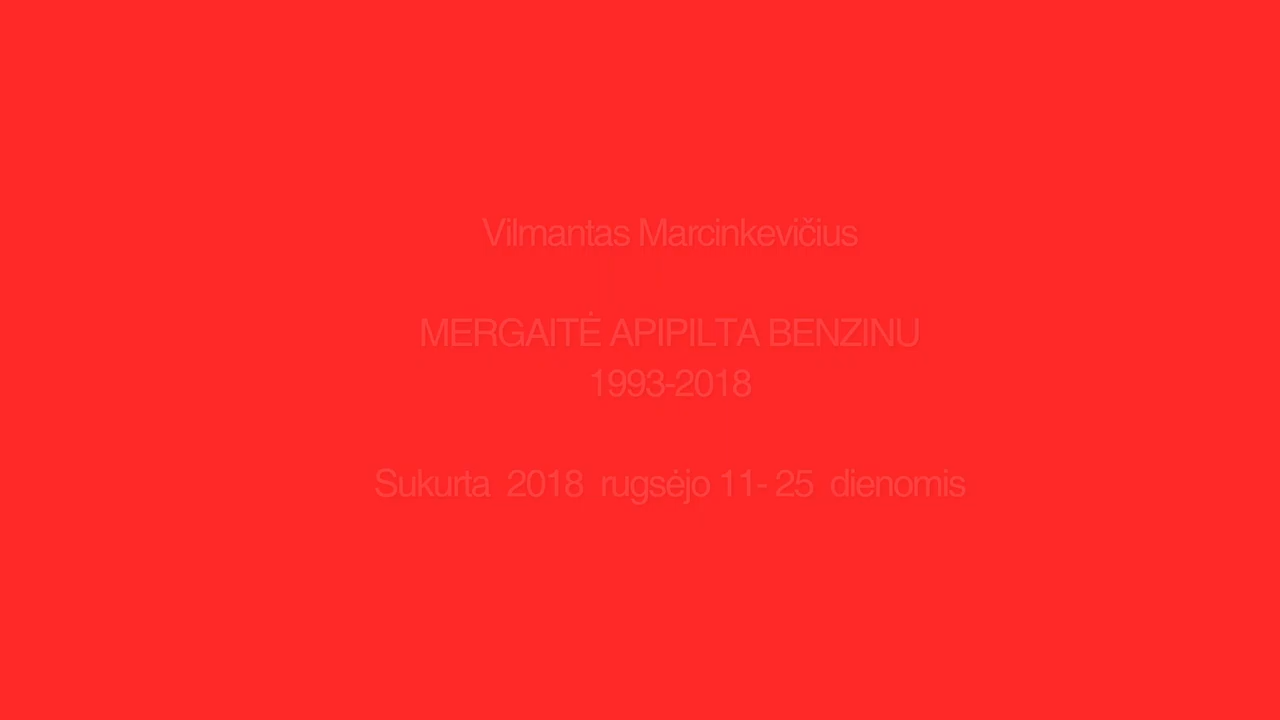 Vilmantas Marcinkevičius
MERGAITĖ APIPILTA BENZINU
1993-2018
Sukurta 2018 rugsėjo 11- 25 dienomis